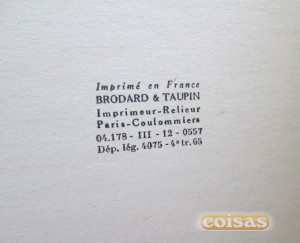 Imprimé en France
BRODARD & TAUPIN
Imprimeur-Relieur
Paris-Coulommiers
04.178 - III - 12 - 0557
Dép. lég. 4075 - 4º tr. 65
coisas